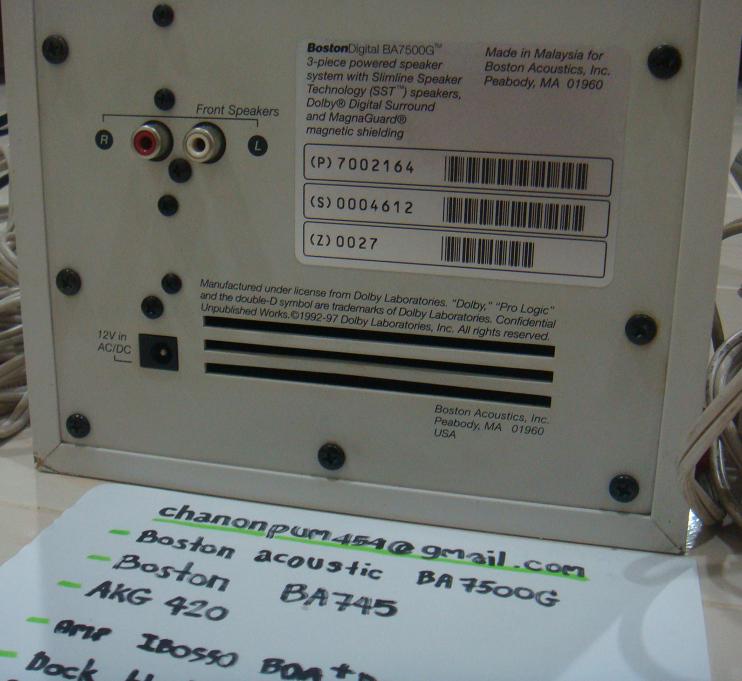 BostonDigital BA7500G™
3-piece powered speaker
system with Slimline Speaker
Technology (SST™) speakers,
Dolby® Digital Surround
and MagnaGuard®
magnetic shielding
Made in Malaysia for
Boston Acoustics, Inc.
Peabody, MA 01960
Front Speakers
R
L
(P) 7002164
(S) 0004612
(Z) 0027
Manufactured under license from Dolby Laboratories. "Dolby," "Pro Logic"
and the double-D symbol are trademarks of Dolby Laboratories. Confidential
Unpublished Works.©1992-97 Dolby Laboratories, Inc. All rights reserved.
12V in
AC/DC
Boston Acoustics, Inc.
Peabody, MA 01960
USA
chanonpum454@gmail.com
- Boston acoustic BA7500G
- Boston BA745
- AKG 420
- AMP IBOSSO
- Dock